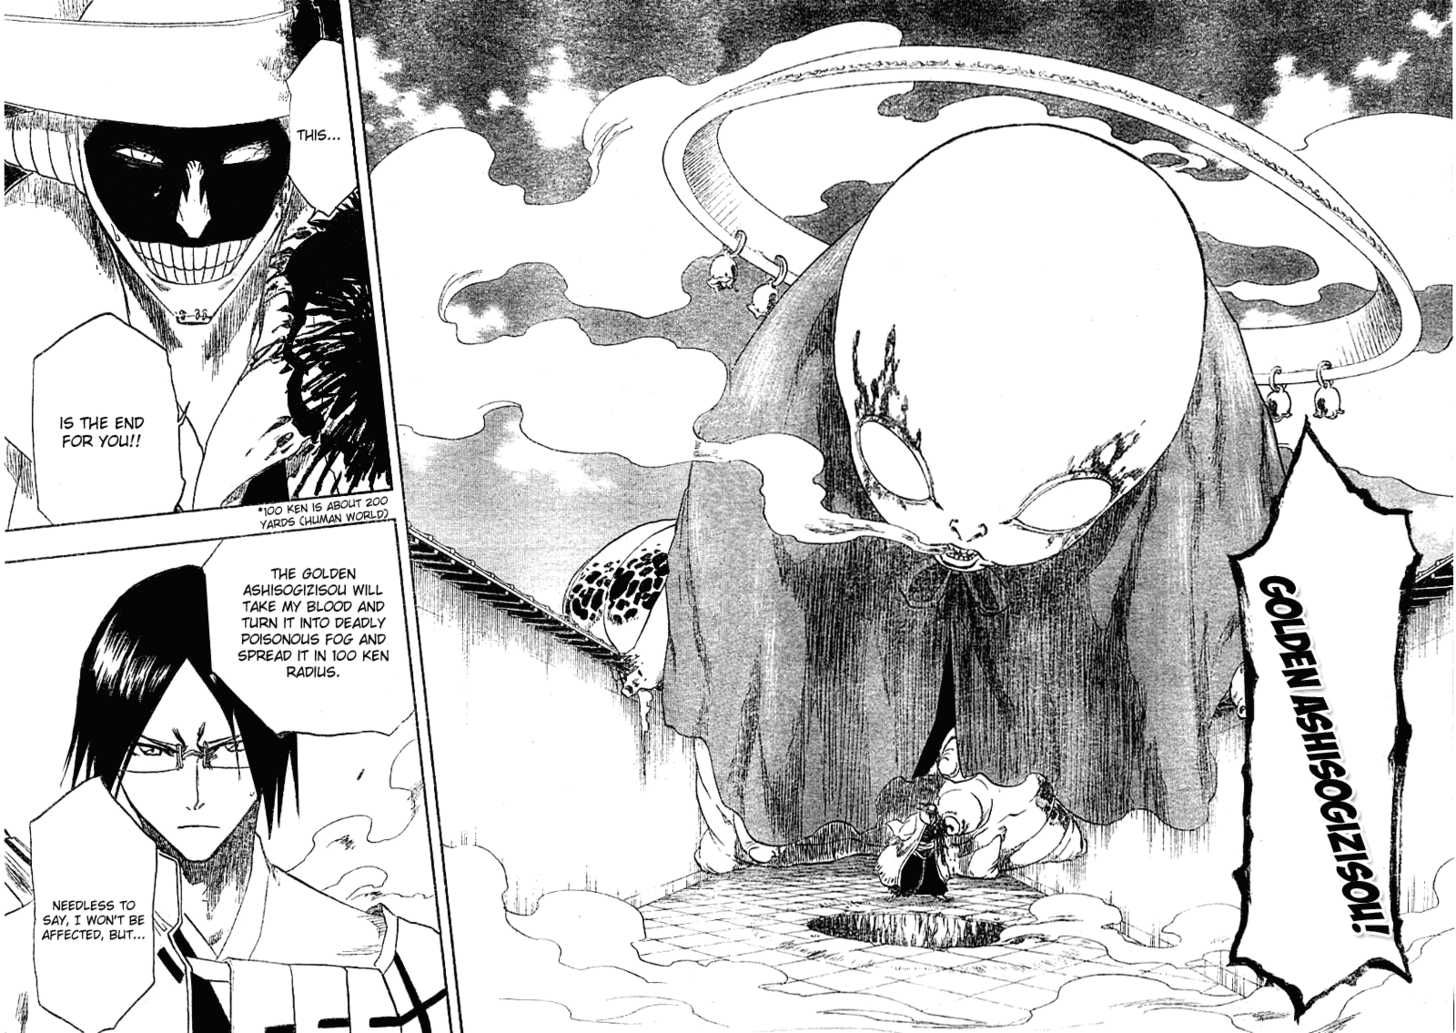 GOLDEN ASHISOGIZISOU!
THIS...
IS THE END
FOR YOU!!
*100 KEN IS ABOUT 200
YARDS (HUMAN WORLD)
THE GOLDEN
ASHISOGIZISOU WILL
TAKE MY BLOOD AND
TURN IT INTO DEADLY
POISONOUS FOG AND
SPREAD IT IN 100 KEN
RADIUS.
NEEDLESS TO
SAY, I WON'T BE
AFFECTED, BUT...